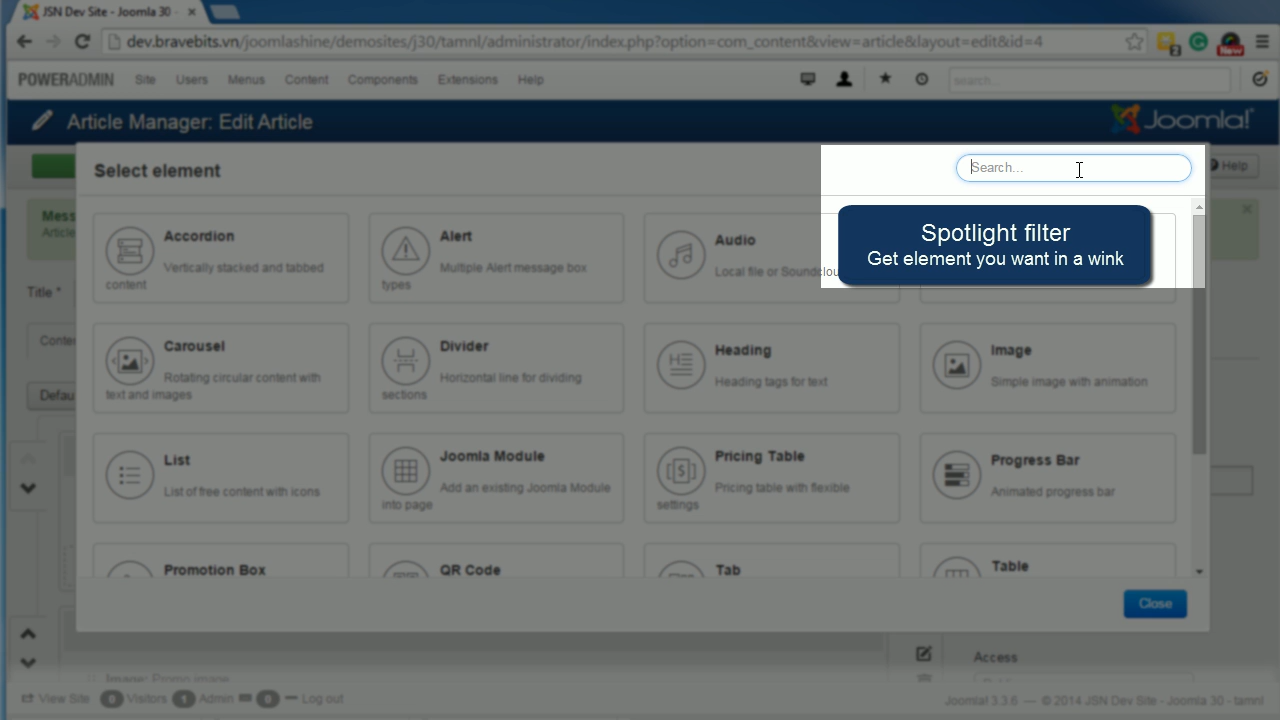 JSN Dev Site - Joomla 30 -
dev.bravebits.vn/joomlashine/demosites/j30/tamnl/administrator/index.php?option=com_content&view=article&layout=edit&id=4
2
New
POWERADMIN Site Users Menus Content Components Extensions Help search...
Article Manager: Edit Article
Joomla!
Select element
Search...
Help
Spotlight filter
Get element you want in a wink
Mess
Article
Title *
Conte
Defau
Accordion
Vertically stacked and tabbed
content
Alert
Multiple Alert message box
types
Audio
Local file or Soundclou
Carousel
Rotating circular content with
text and images
Divider
Horizontal line for dividing
sections
Heading
Heading tags for text
Image
Simple image with animation
List
List of free content with icons
Joomla Module
Add an existing Joomla Module
into page
Pricing Table
Pricing table with flexible
settings
Progress Bar
Animated progress bar
Promotion Box
QR Code
Tab
Table
Close
Image: Promo image
Access
View Site 0 Visitors 1 Admin 0 Log out
Joomla! 3.3.6 — © 2014 JSN Dev Site - Joomla 30 - tamnl